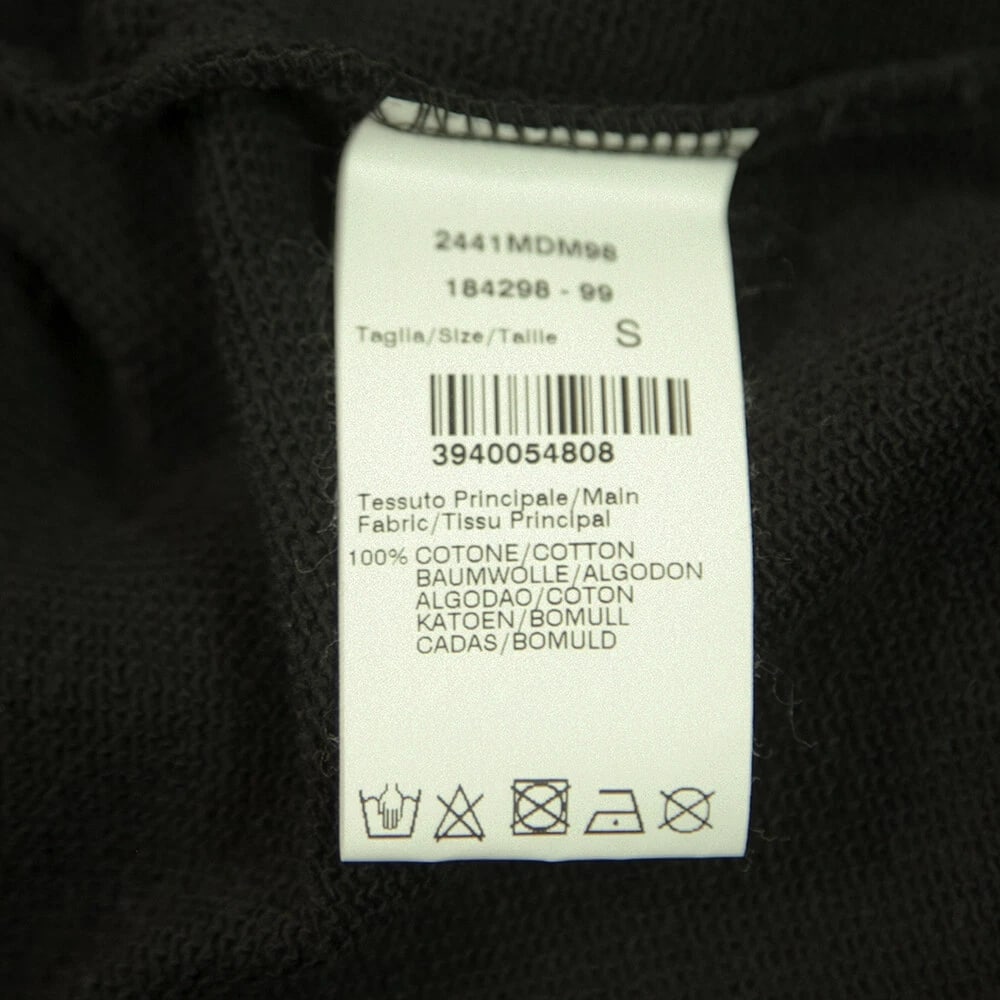 2441MDM98
184298 - 99
Taglia/Size/Taille S
3940054808
Tessuto Principale/Main
Fabric/Tissu Principal
100% COTONE/COTTON
BAUMWOLLE/ALGODON
ALGODAO/COTON
KATOEN/BOMULL
CADAS/BOMULD